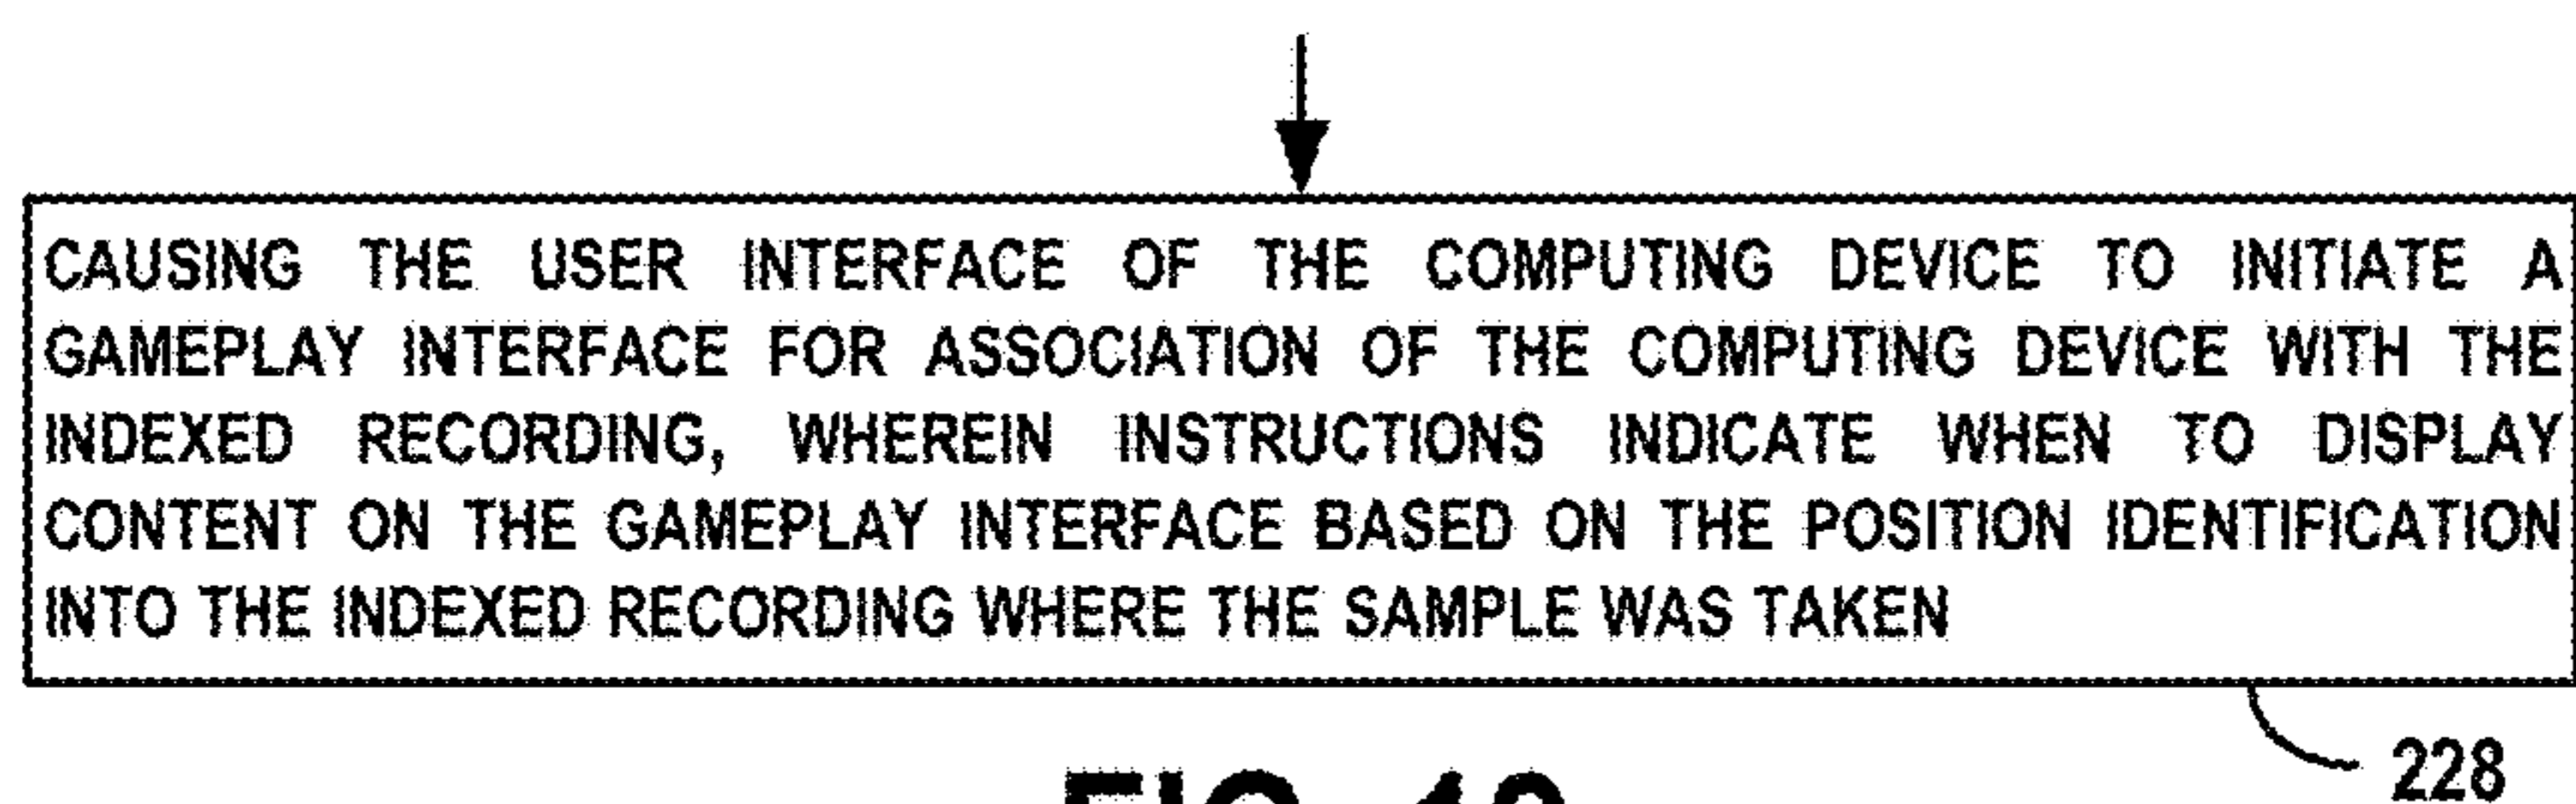 CAUSING THE USER INTERFACE OF THE COMPUTING DEVICE TO INITIATE A
GAMEPLAY INTERFACE FOR ASSOCIATION OF THE COMPUTING DEVICE WITH THE
INDEXED RECORDING, WHEREIN INSTRUCTIONS INDICATE WHEN TO DISPLAY
CONTENT ON THE GAMEPLAY INTERFACE BASED ON THE POSITION IDENTIFICATION
INTO THE INDEXED RECORDING WHERE THE SAMPLE WAS TAKEN
228